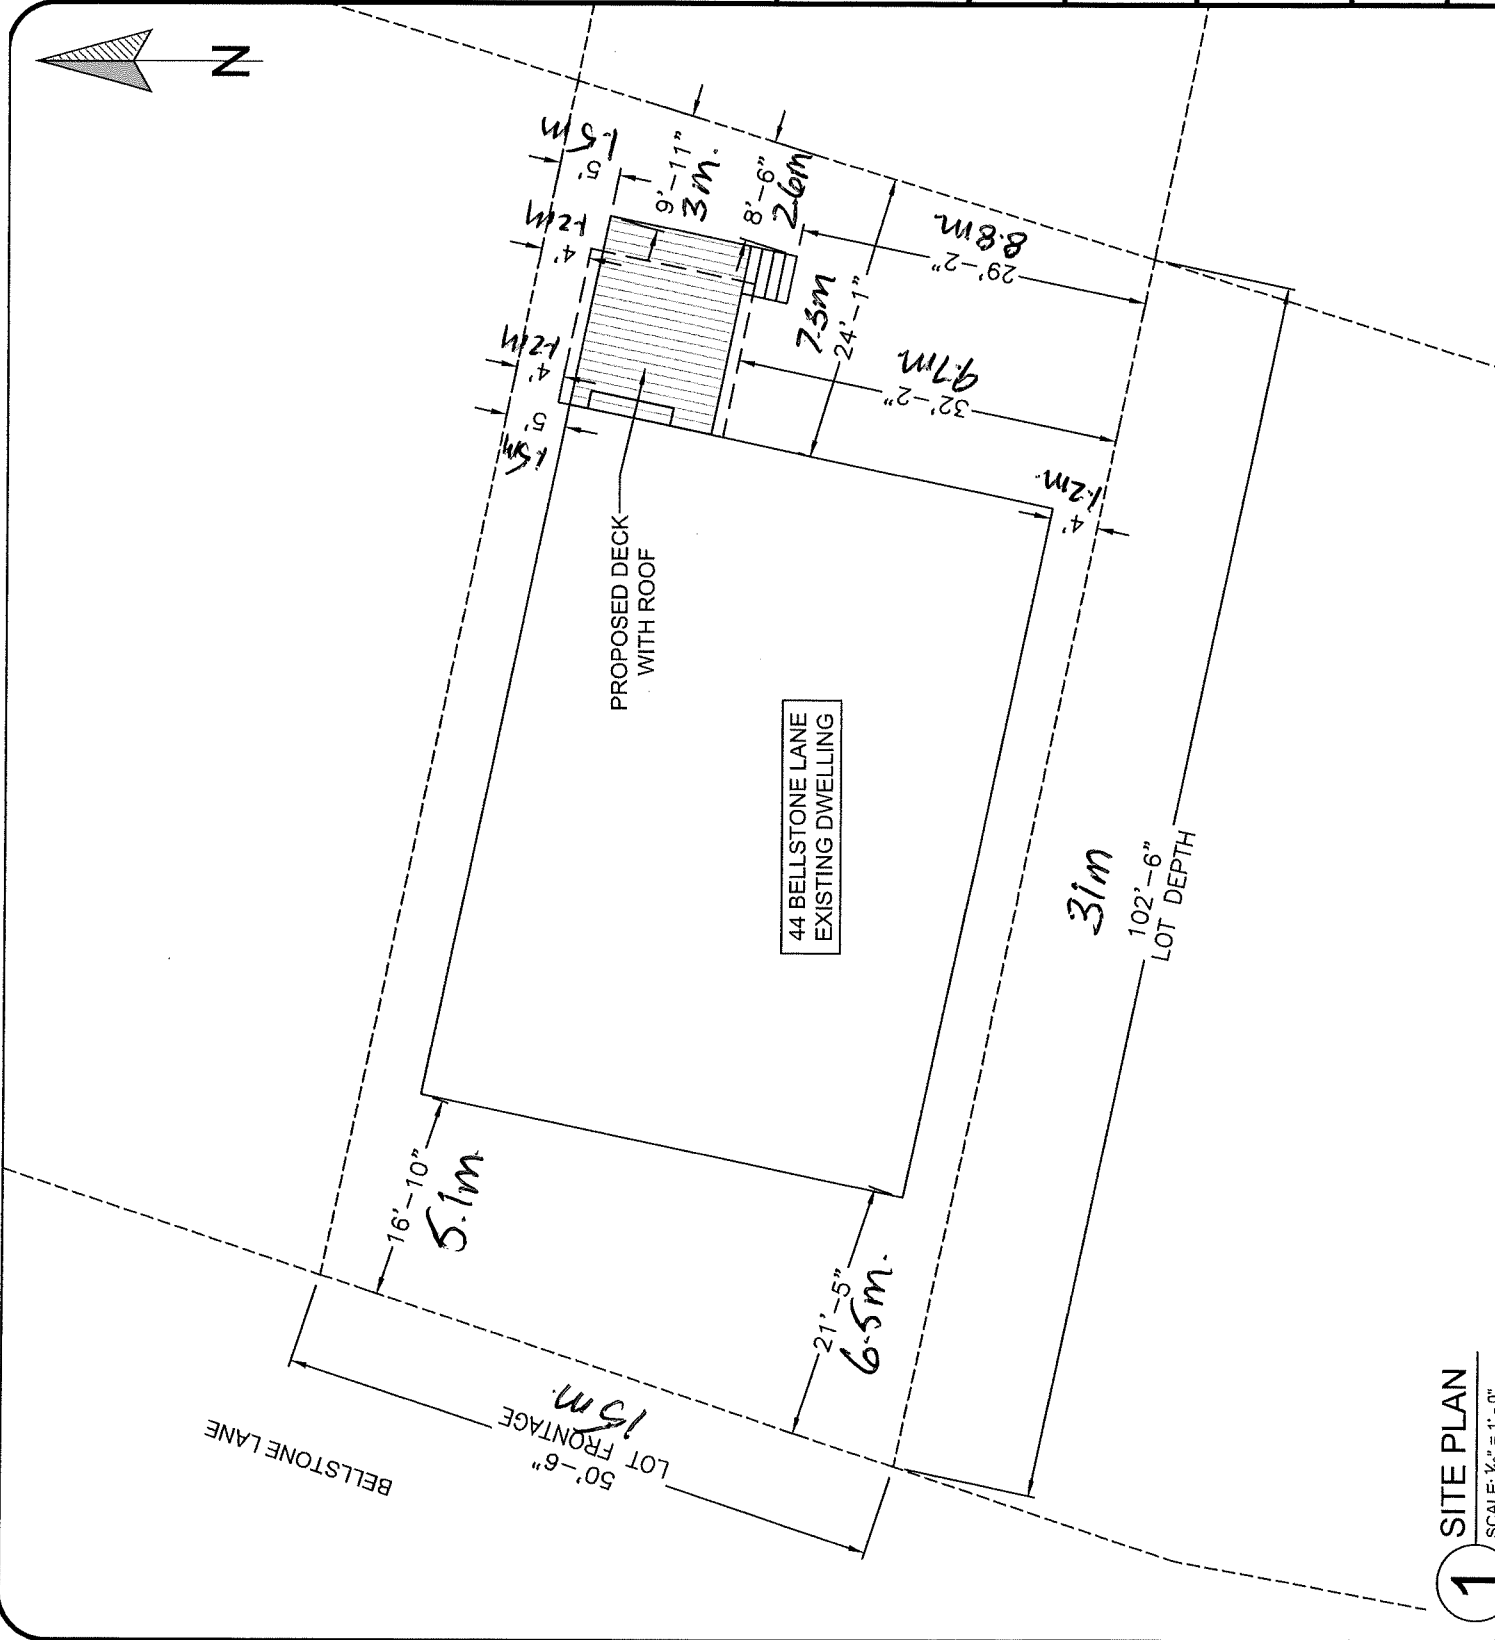 N
1.5m
5'
1.2m
4'
9'-11"
3m.
8'-6"
2.6m
1.2m
4'
5'
1.5m
7.3m
24'-1"
8.8m
29'-2"
9.7m
32'-2"
1.2m.
4'
PROPOSED DECK
WITH ROOF
44 BELLSTONE LANE
EXISTING DWELLING
31m
102'-6"
LOT DEPTH
16'-10"
5.1m
21'-5"
6.5m.
15m.
LOT FRONTAGE
50'-6"
BELLSTONE LANE
1
SITE PLAN